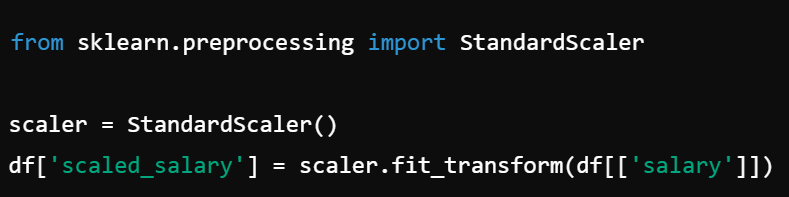 from sklearn.preprocessing import StandardScaler
scaler = StandardScaler()
df['scaled_salary'] = scaler.fit_transform(df[['salary']])